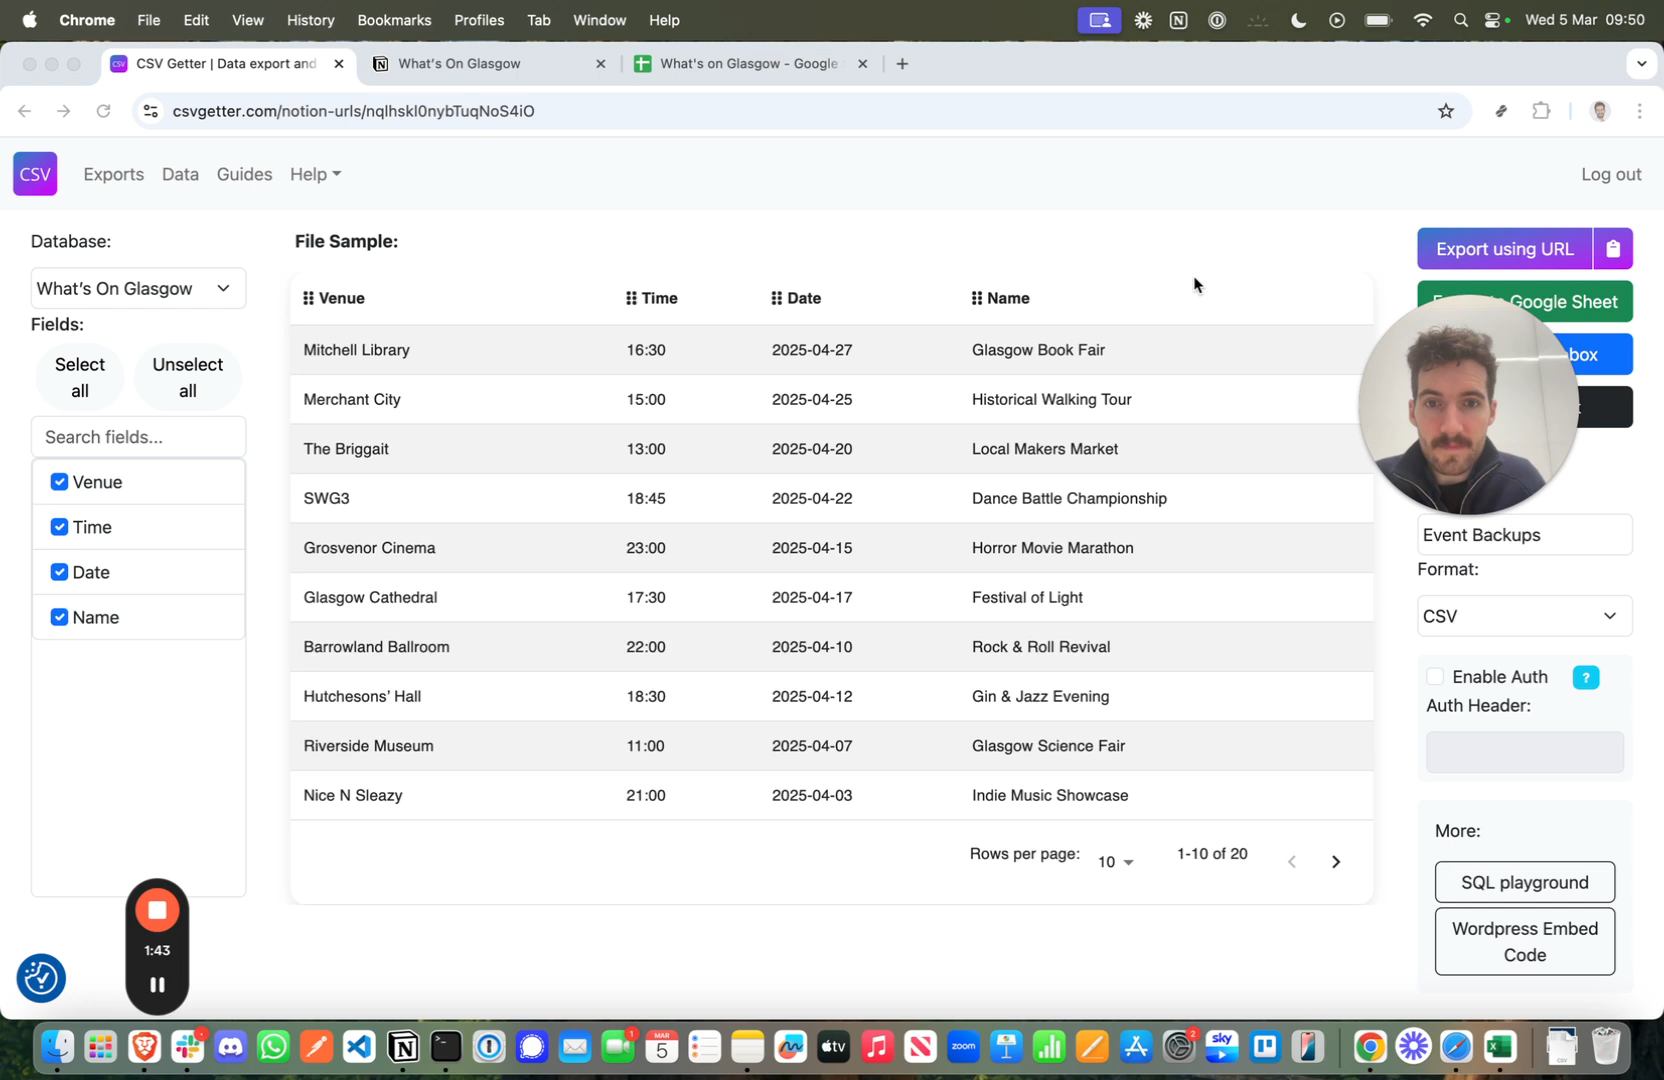 Chrome File Edit View History Bookmarks Profiles Tab Window Help Wed 5 Mar 09:50
CSV CSV Getter | Data export and What's On Glasgow What's on Glasgow - Google
csvgetter.com/notion-urls/nqlhskl0nybTuqNoS4iO
CSV Exports Data Guides Help Log out
Database:
What's On Glasgow
Fields:
Select all
Unselect all
Search fields...
Venue
Time
Date
Name
File Sample:
Venue Time Date Name
Mitchell Library 16:30 2025-04-27 Glasgow Book Fair
Merchant City 15:00 2025-04-25 Historical Walking Tour
The Briggait 13:00 2025-04-20 Local Makers Market
SWG3 18:45 2025-04-22 Dance Battle Championship
Grosvenor Cinema 23:00 2025-04-15 Horror Movie Marathon
Glasgow Cathedral 17:30 2025-04-17 Festival of Light
Barrowland Ballroom 22:00 2025-04-10 Rock & Roll Revival
Hutchesons' Hall 18:30 2025-04-12 Gin & Jazz Evening
Riverside Museum 11:00 2025-04-07 Glasgow Science Fair
Nice N Sleazy 21:00 2025-04-03 Indie Music Showcase
Rows per page: 10 1-10 of 20
Export using URL
Google Sheet
box
Event Backups
Format:
CSV
Enable Auth ?
Auth Header:
More:
SQL playground
Wordpress Embed
Code
1:43
1 MAR 5 tv zoom 2 sky CSV